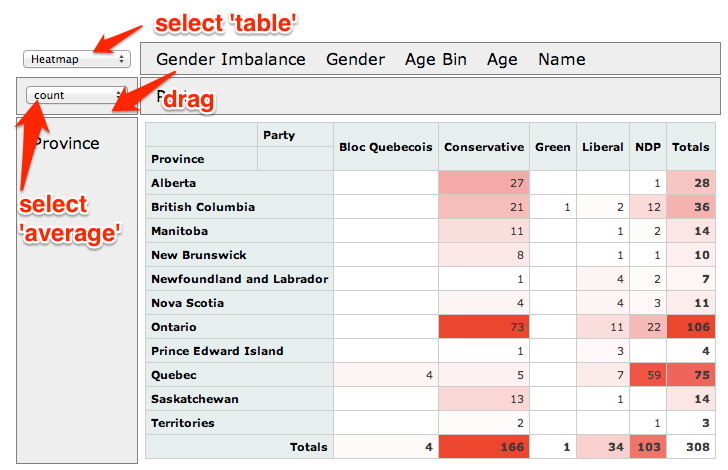 select 'table'
Heatmap
Gender Imbalance Gender Age Bin Age Name
count
drag
Province
select
'average'
Party
Province
Bloc Quebecois Conservative Green Liberal NDP Totals
Alberta 27 1 28
British Columbia 21 1 2 12 36
Manitoba 11 1 2 14
New Brunswick 8 1 1 10
Newfoundland and Labrador 1 4 2 7
Nova Scotia 4 4 3 11
Ontario 73 11 22 106
Prince Edward Island 1 3 4
Quebec 4 5 7 59 75
Saskatchewan 13 1 14
Territories 2 1 3
Totals 4 166 1 34 103 308